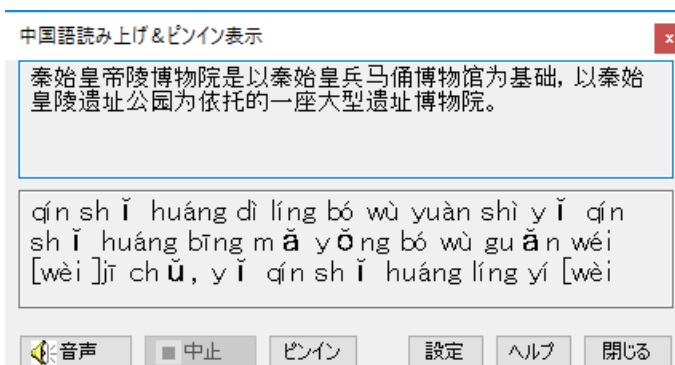 中国語読み上げ&ピンイン表示
x
秦始皇帝陵博物院是以秦始皇兵马俑博物馆为基础, 以秦始
皇陵遗址公园为依托的一座大型遗址博物院。
qín shǐ huáng dì líng bó wù yuàn shì yǐ qín
shǐ huáng bīng mǎ yǒng bó wù guǎn wéi
[wèi ]jī chǔ, yǐ qín shǐ huáng líng yí [wèi
音声 ■中止 ピンイン 設定 ヘルプ 閉じる